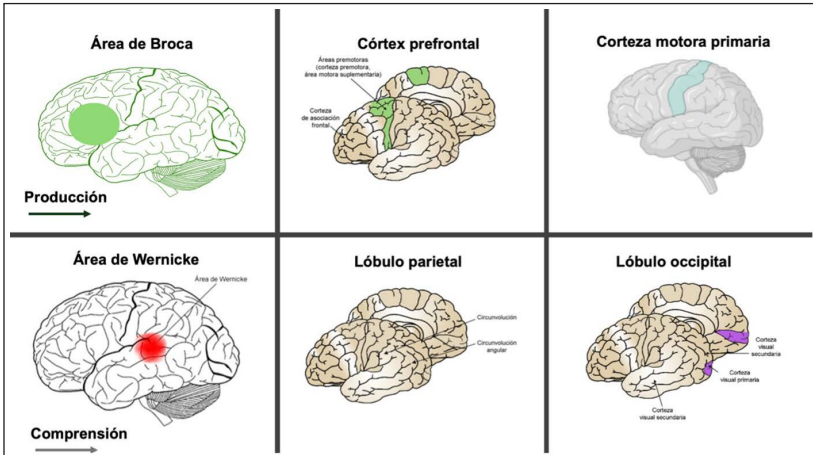 Área de Broca
Producción
Córtex prefrontal
Áreas premotoras
(corteza premotora,
área motora suplementaria)
Corteza
de asociación
frontal
Corteza motora primaria
Área de Wernicke
Área de Wernicke
Comprensión
Lóbulo parietal
Circunvolución
Circunvolución
angular
Lóbulo occipital
Corteza
visual
secundaria
Corteza
visual primaria
Corteza
visual secundaria